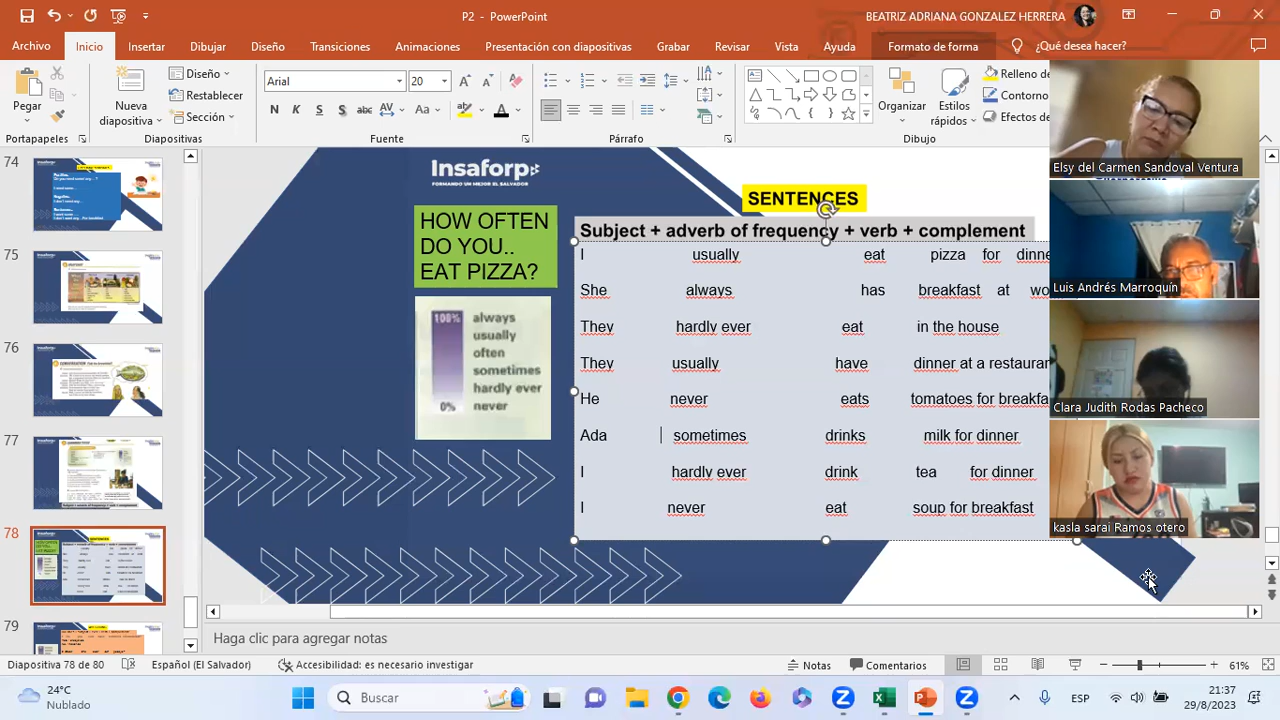 P2 - PowerPoint
BEATRIZ ADRIANA GONZALEZ HERRERA
Archivo Inicio Insertar Dibujar Diseño Transiciones Animaciones Presentación con diapositivas Grabar Revisar Vista Ayuda Formato de forma ¿Qué desea hacer?
Pegar
Nueva diapositiva
Diseño
Restablecer
Sección
Arial 20
N K S abc AV Aa
Organizar
Estilos rápidos
Relleno de
Contorno
Efectos de
Portapapeles Diapositivas Fuente Párrafo Dibujo
74
75
76
77
78
79
Insaforp
FORMANDO UN MEJOR EL SALVADOR
SENTENCES
HOW OFTEN
DO YOU..
EAT PIZZA?
Subject + adverb of frequency + verb + complement
I usually eat pizza for dinne
She always has breakfast at wo
They hardly ever eat in the house
They usually have dinner at a restauran
He never eats tomatoes for breakfa
Ada sometimes drinks milk for dinner
I hardly ever drink tea for dinner
I never eat soup for breakfast
100%
0%
always
usually
often
sometimes
hardly ever
never
Elsy del Carmen Sandoval Ventura
Luis Andrés Marroquín
Clara Judith Rodas Pacheco
kasla sarai Ramos otero
Haga clic para agregar notas
Diapositiva 78 de 80 Español (El Salvador) Accesibilidad: es necesario investigar Notas Comentarios 61%
24°C
Nublado
Buscar
ESP
21:37
29/8/2023